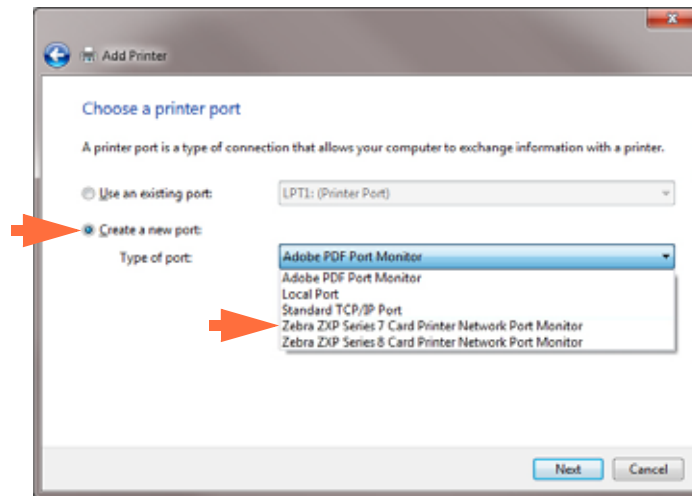 Add Printer
Choose a printer port
A printer port is a type of connection that allows your computer to exchange information with a printer.
Use an existing port:
LPT1: (Printer Port)
Create a new port:
Type of port:
Adobe PDF Port Monitor
Adobe PDF Port Monitor
Local Port
Standard TCP/IP Port
Zebra ZXP Series 7 Card Printer Network Port Monitor
Zebra ZXP Series 8 Card Printer Network Port Monitor
Next
Cancel